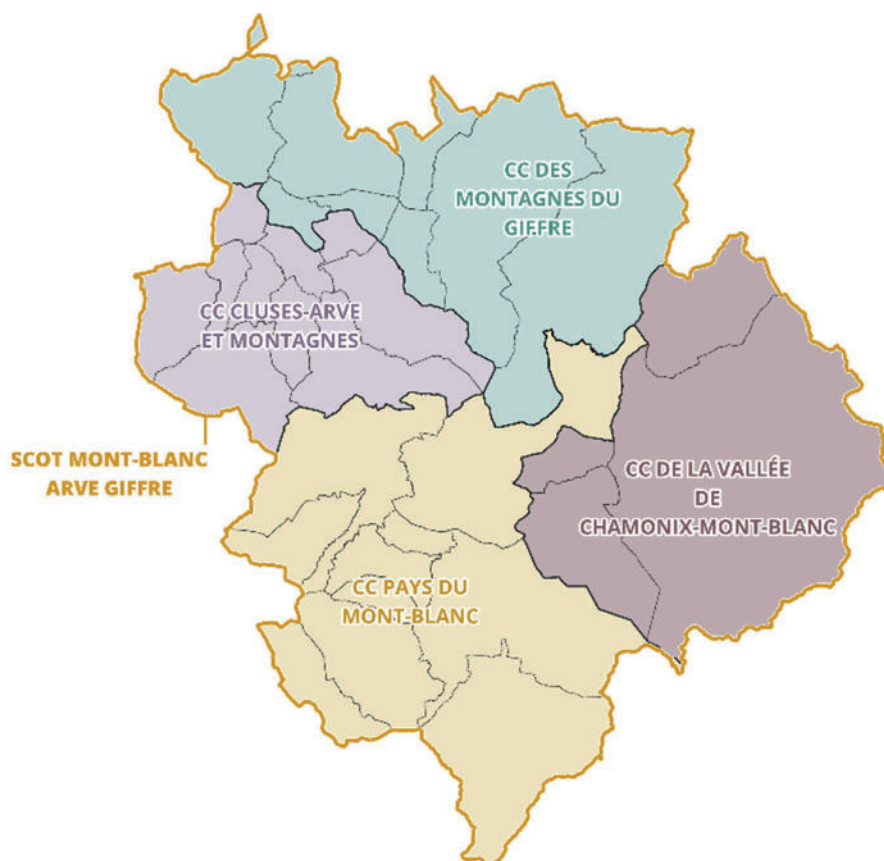 CC DES
MONTAGNES DU
GIFFRE
CC CLUSES-ARVE
ET MONTAGNES
SCOT MONT-BLANC
ARVE GIFFRE
CC DE LA VALLÉE
DE
CHAMONIX-MONT-BLANC
CC PAYS DU
MONT-BLANC